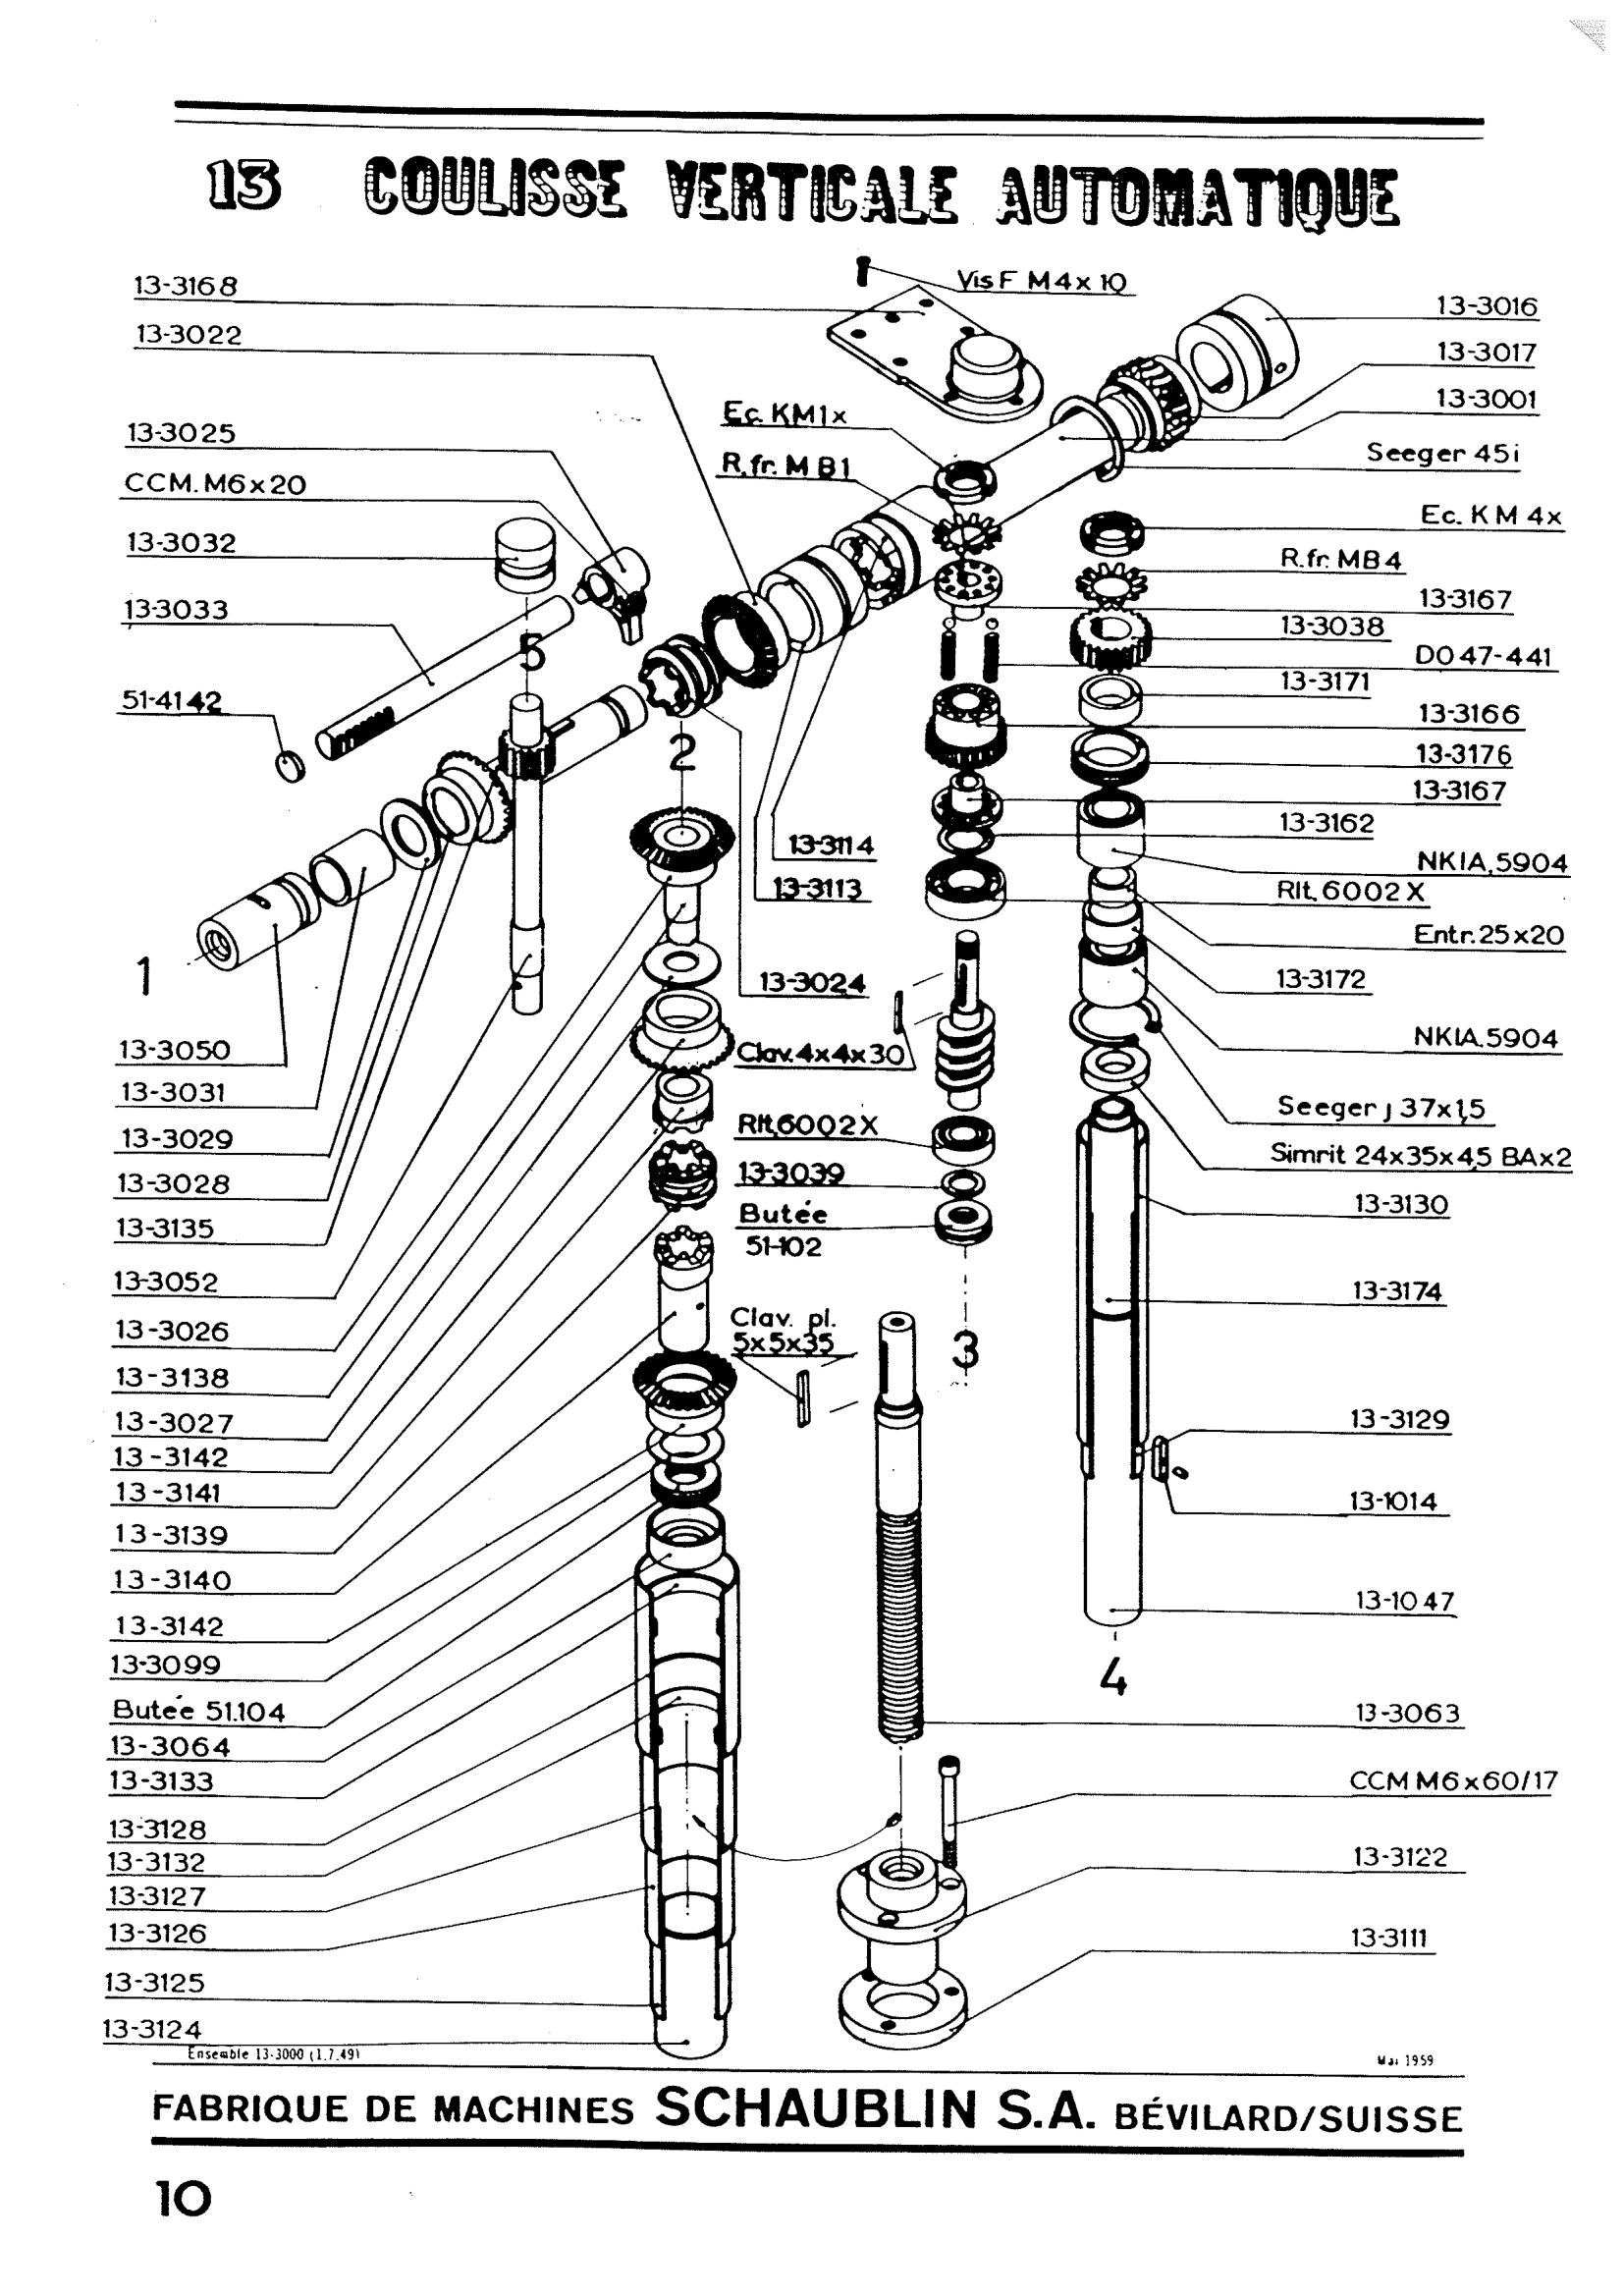 13 COULISSE VERTICALE AUTOMATIQUE
13-3168
13-3022
13-3025
CCM. M6x20
13-3032
13-3033
51-4142
5
2
1
13-3050
13-3031
13-3029
13-3028
13-3135
13-3052
13-3026
13-3138
13-3027
13-3142
13-3141
13-3139
13-3140
13-3142
13-3099
Butée 51.104
13-3064
13-3133
13-3128
13-3132
13-3127
13-3126
13-3125
13-3124
Vis F M4x10
Ec. KM1x
R.fr. MB1
13-3114
13-3113
13-3024
Clav. 4x4x30
Rlt. 6002 X
13-3039
Butée
51-102
Clav. pl.
5x5x35
3
13-3016
13-3017
13-3001
Seeger 45i
Ec. KM 4x
R.fr. MB4
13-3167
13-3038
DO 47-441
13-3171
13-3166
13-3176
13-3167
13-3162
NKIA.5904
Rlt. 6002 X
Entr. 25x20
13-3172
NKIA.5904
Seeger j 37x1,5
Simrit 24x35x4,5 BAx2
13-3130
13-3174
13-3129
13-1014
13-1047
4
13-3063
CCM M6x60/17
13-3122
13-3111
Ensemble 13-3000 (1.7.49)
Mai 1959
FABRIQUE DE MACHINES SCHAUBLIN S.A. BÉVILARD/SUISSE
10